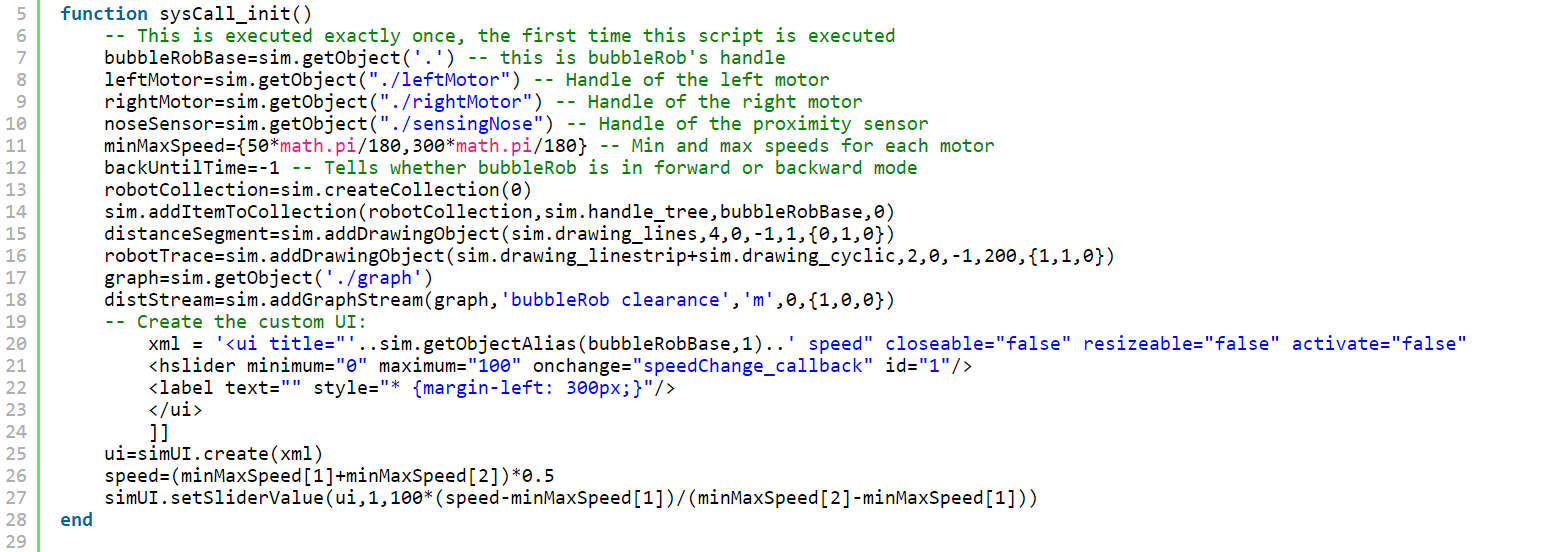 5 function sysCall_init()
6 -- This is executed exactly once, the first time this script is executed
7 bubbleRobBase=sim.getObject('.') -- this is bubbleRob's handle
8 leftMotor=sim.getObject("./leftMotor") -- Handle of the left motor
9 rightMotor=sim.getObject("./rightMotor") -- Handle of the right motor
10 noseSensor=sim.getObject("./sensingNose") -- Handle of the proximity sensor
11 minMaxSpeed={50*math.pi/180,300*math.pi/180} -- Min and max speeds for each motor
12 backUntilTime=-1 -- Tells whether bubbleRob is in forward or backward mode
13 robotCollection=sim.createCollection(0)
14 sim.addItemToCollection(robotCollection,sim.handle_tree,bubbleRobBase,0)
15 distanceSegment=sim.addDrawingObject(sim.drawing_lines,4,0,-1,1,{0,1,0})
16 robotTrace=sim.addDrawingObject(sim.drawing_linestrip+sim.drawing_cyclic,2,0,-1,200,{1,1,0})
17 graph=sim.getObject('./graph')
18 distStream=sim.addGraphStream(graph,'bubbleRob clearance','m',0,{1,0,0})
19 -- Create the custom UI:
20 xml = '<ui title="'..sim.getObjectAlias(bubbleRobBase,1)..' speed" closeable="false" resizeable="false" activate="false"
21 <hslider minimum="0" maximum="100" onchange="speedChange_callback" id="1"/>
22 <label text="" style="* {margin-left: 300px;}"/>
23 </ui>
24 ]]
25 ui=simUI.create(xml)
26 speed=(minMaxSpeed[1]+minMaxSpeed[2])*0.5
27 simUI.setSliderValue(ui,1,100*(speed-minMaxSpeed[1])/(minMaxSpeed[2]-minMaxSpeed[1]))
28 end
29